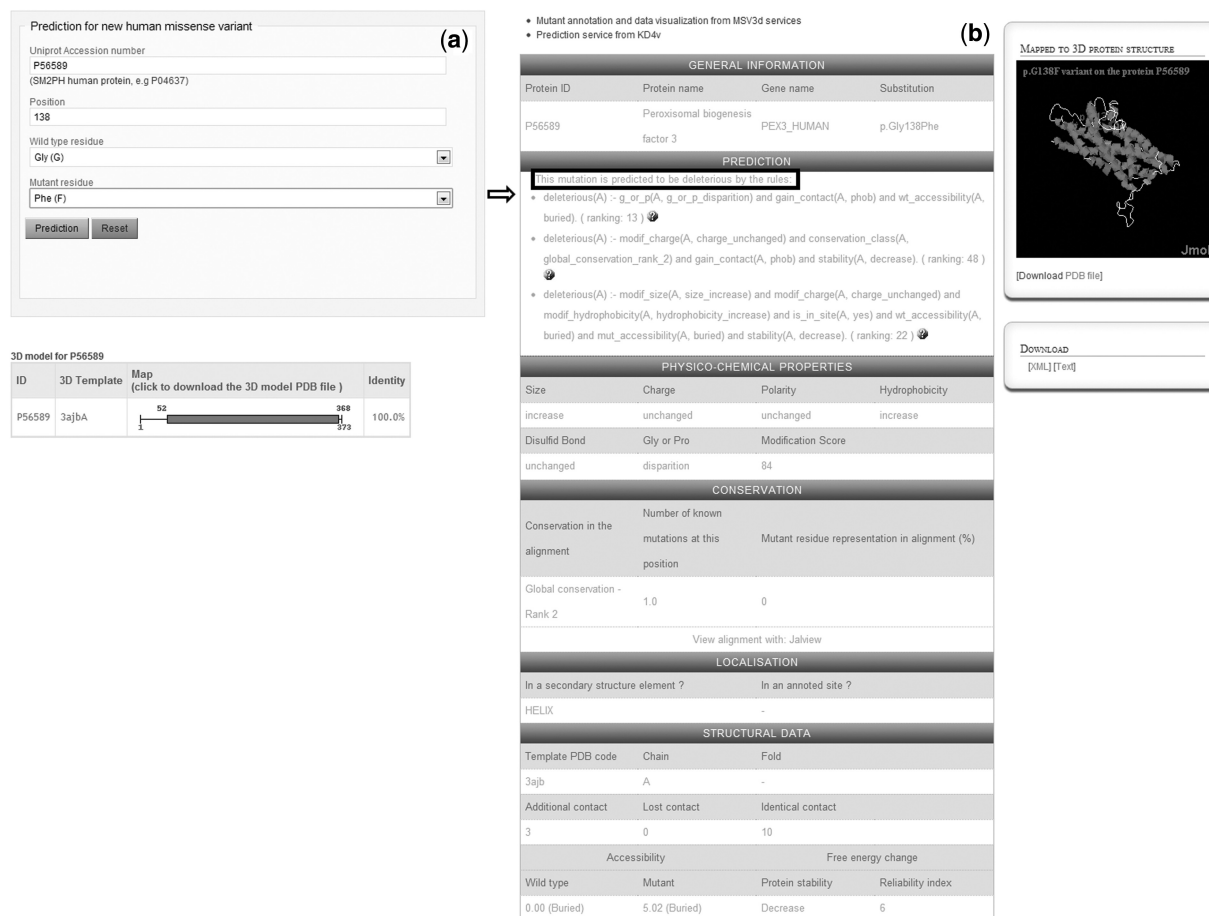 Prediction for new human missense variant
(a)
Uniprot Accession number
P56589
(SM2PH human protein, e.g P04637)
Position
138
Wild type residue
Gly (G)
Mutant residue
Phe (F)
Prediction Reset
3D model for P56589
ID 3D Template Map (click to download the 3D model PDB file ) Identity
P56589 3ajbA 52 368 1 373 100.0%
• Mutant annotation and data visualization from MSV3d services
• Prediction service from KD4v
(b)
GENERAL INFORMATION
Protein ID Protein name Gene name Substitution
P56589 Peroxisomal biogenesis factor 3 PEX3_HUMAN p.Gly138Phe
PREDICTION
This mutation is predicted to be deleterious by the rules:
• deleterious(A) :- g_or_p(A, g_or_p_disparition) and gain_contact(A, phob) and wt_accessibility(A,
buried). ( ranking: 13 ) ?
• deleterious(A) :- modif_charge(A, charge_unchanged) and conservation_class(A,
global_conservation_rank_2) and gain_contact(A, phob) and stability(A, decrease). ( ranking: 48 )
?
• deleterious(A) :- modif_size(A, size_increase) and modif_charge(A, charge_unchanged) and
modif_hydrophobicity(A, hydrophobicity_increase) and is_in_site(A, yes) and wt_accessibility(A,
buried) and mut_accessibility(A, buried) and stability(A, decrease). ( ranking: 22 ) ?
PHYSICO-CHEMICAL PROPERTIES
Size Charge Polarity Hydrophobicity
increase unchanged unchanged increase
Disulfid Bond Gly or Pro Modification Score
unchanged disparition 84
CONSERVATION
Conservation in the alignment Number of known mutations at this position Mutant residue representation in alignment (%)
Global conservation - Rank 2 1.0 0
View alignment with: Jalview
LOCALISATION
In a secondary structure element ? In an annoted site ?
HELIX -
STRUCTURAL DATA
Template PDB code Chain Fold
3ajb A -
Additional contact Lost contact Identical contact
3 0 10
Accessibility Free energy change
Wild type Mutant Protein stability Reliability index
0.00 (Buried) 5.02 (Buried) Decrease 6
MAPPED TO 3D PROTEIN STRUCTURE
p.G138F variant on the protein P56589
Jmol
[Download PDB file]
DOWNLOAD
[XML] [Text]